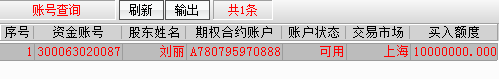 账号查询 刷新 输出 共1条
序号 资金账号 股东姓名 期权合约账户 账户状态 交易市场 买入额度
1 300063020087 刘丽 A780795970888 可用 上海 10000000.000